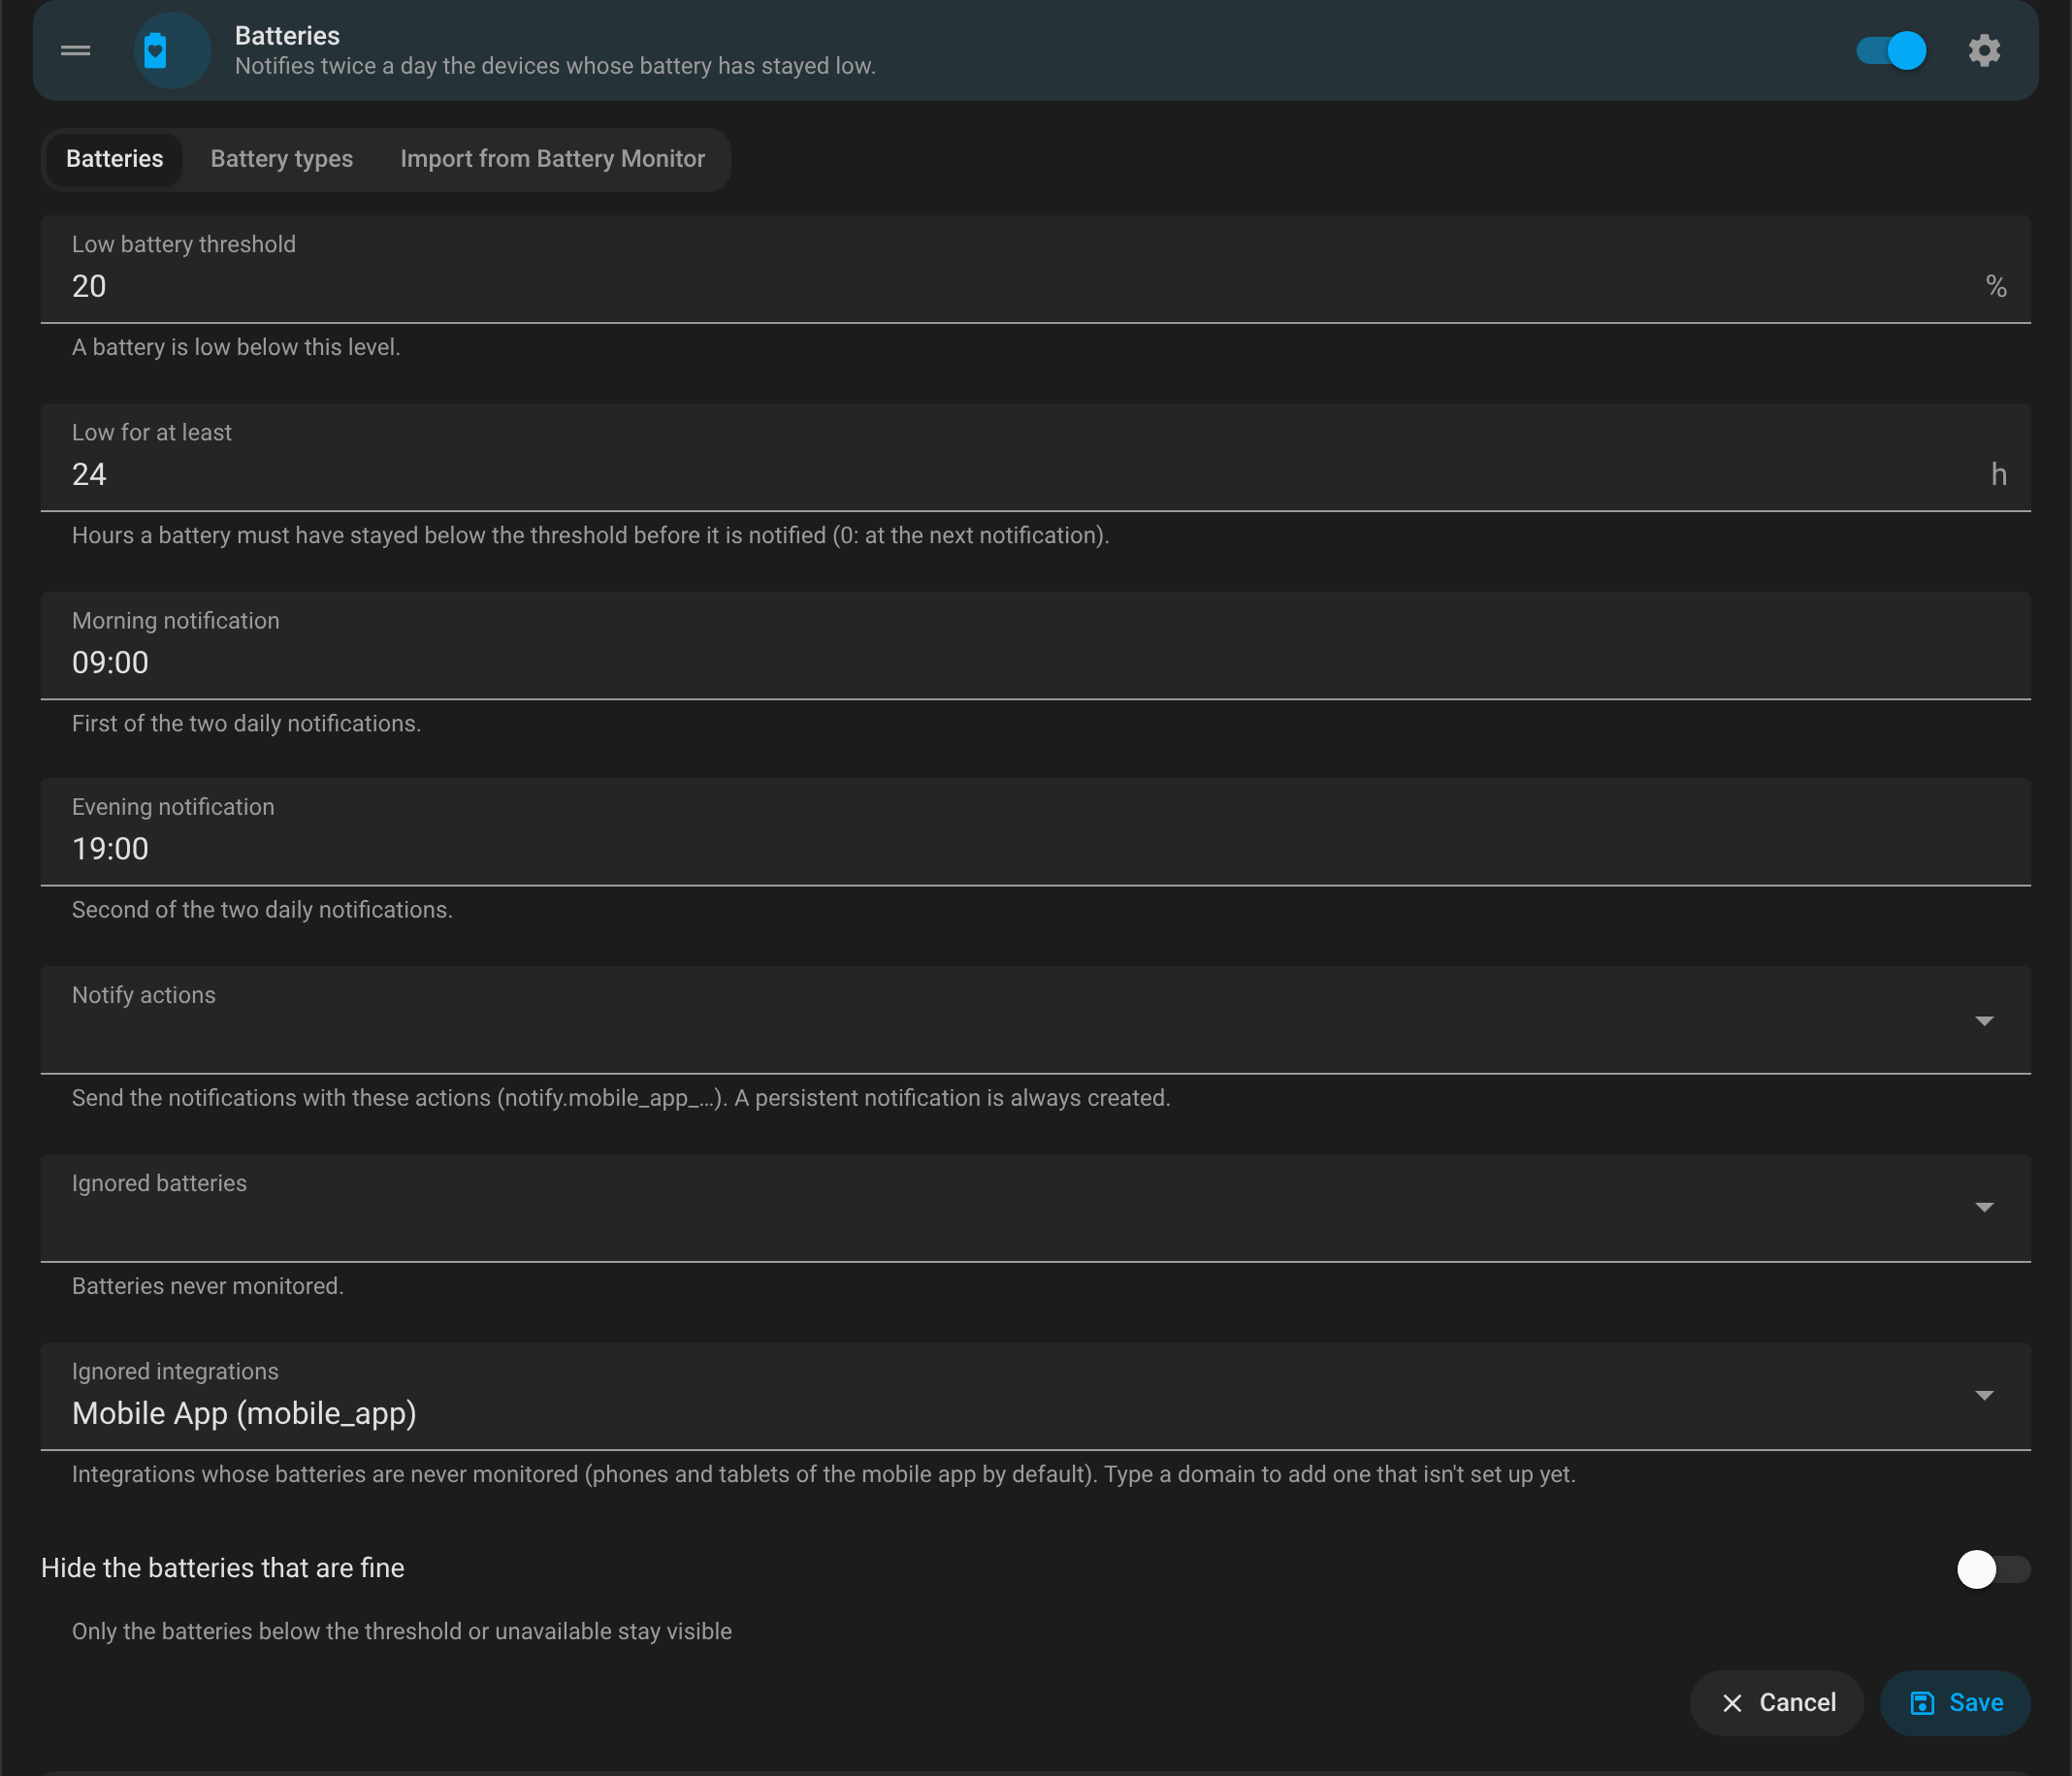 Batteries
Notifies twice a day the devices whose battery has stayed low.
Batteries
Battery types
Import from Battery Monitor
Low battery threshold
20
%
A battery is low below this level.
Low for at least
24
h
Hours a battery must have stayed below the threshold before it is notified (0: at the next notification).
Morning notification
09:00
First of the two daily notifications.
Evening notification
19:00
Second of the two daily notifications.
Notify actions
Send the notifications with these actions (notify.mobile_app_…). A persistent notification is always created.
Ignored batteries
Batteries never monitored.
Ignored integrations
Mobile App (mobile_app)
Integrations whose batteries are never monitored (phones and tablets of the mobile app by default). Type a domain to add one that isn't set up yet.
Hide the batteries that are fine
Only the batteries below the threshold or unavailable stay visible
Cancel
Save